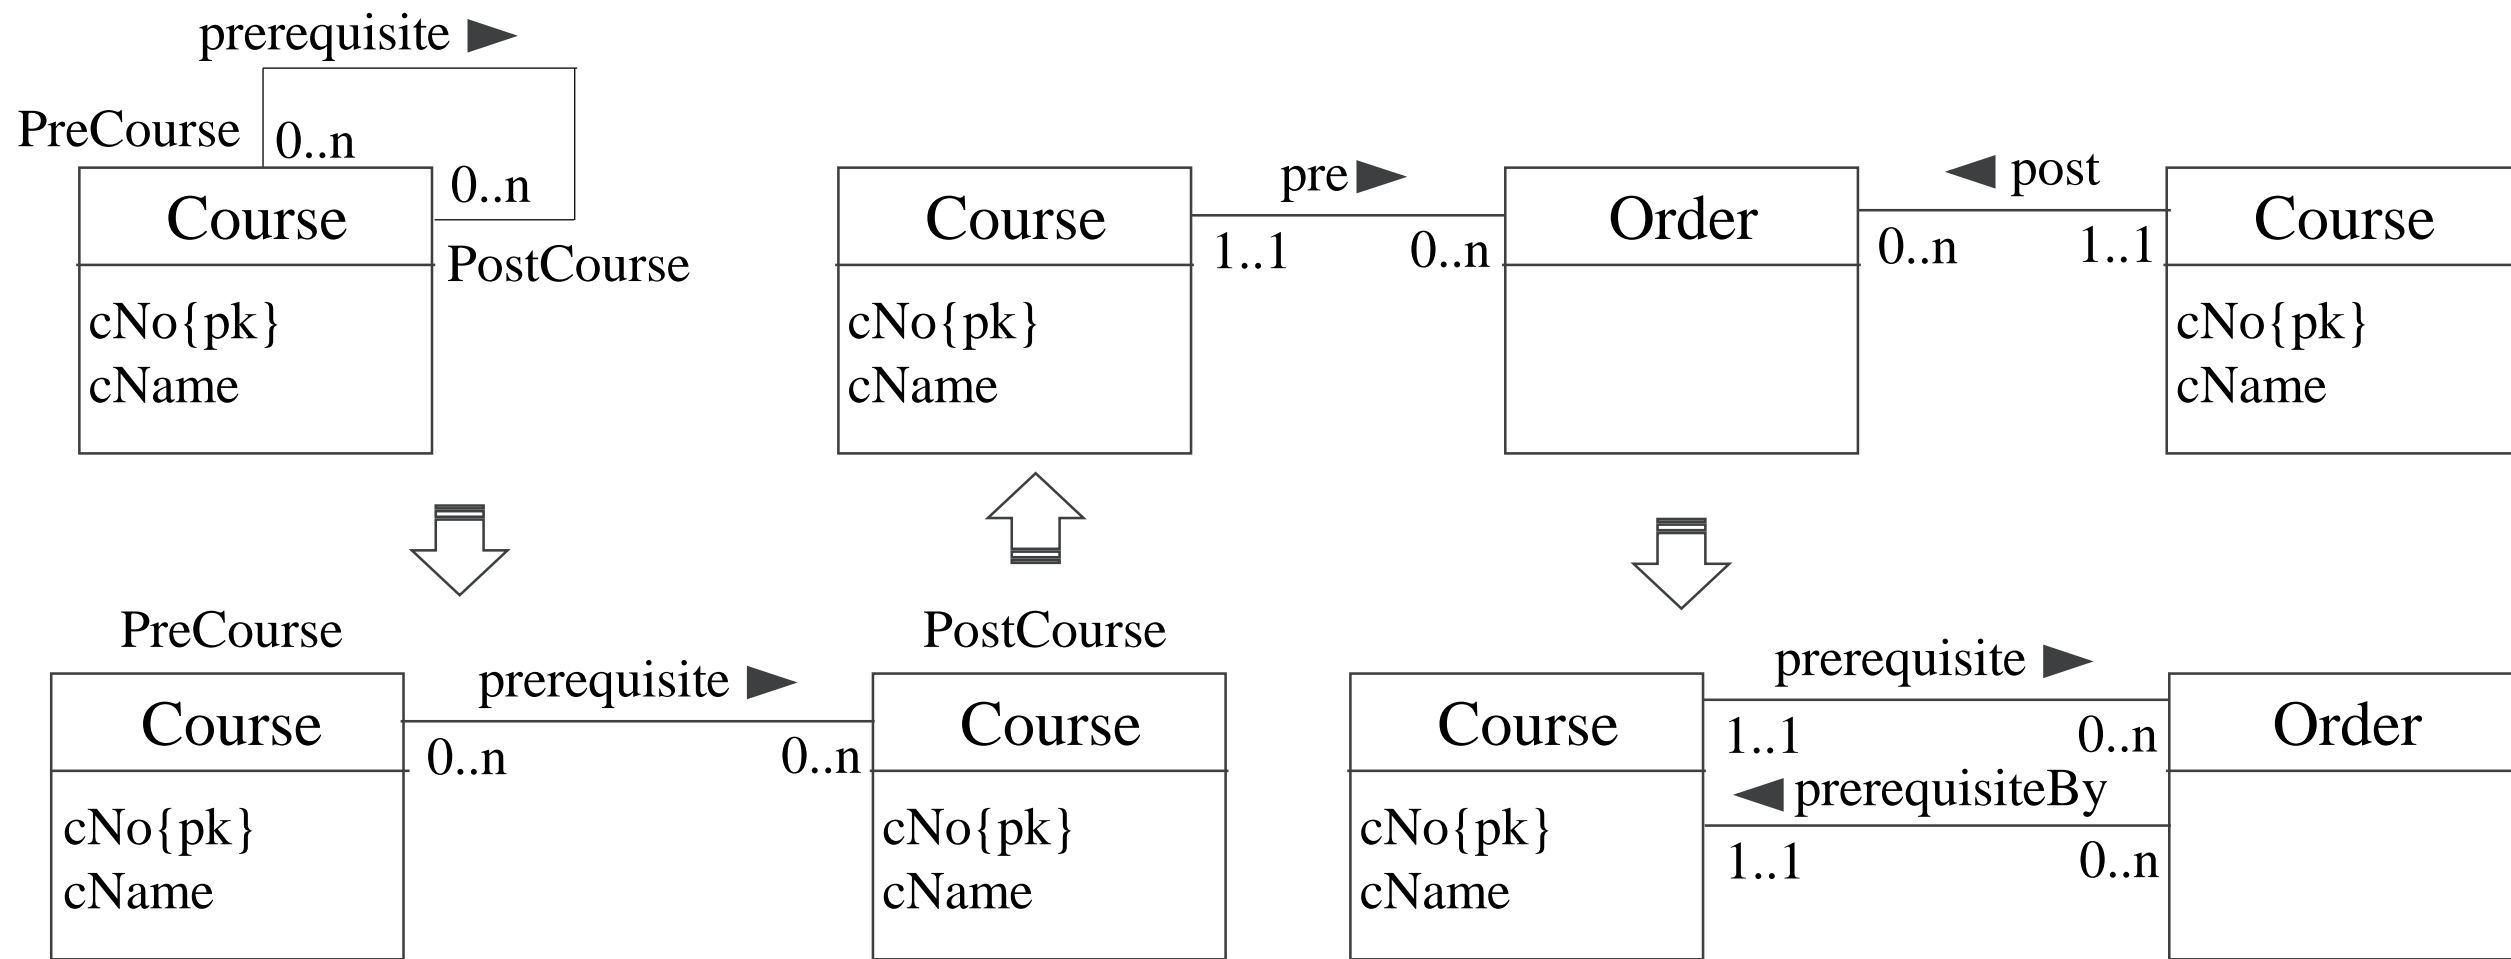 prerequisite
PreCourse
0..n
0..n
Course
PostCourse
cNo{pk}
cName
Course
cNo{pk}
cName
pre
1..1
0..n
Order
post
0..n
1..1
Course
cNo{pk}
cName
PreCourse
Course
cNo{pk}
cName
prerequisite
0..n
0..n
PostCourse
Course
cNo{pk}
cName
Course
cNo{pk}
cName
prerequisite
1..1
0..n
prerequisiteBy
1..1
0..n
Order